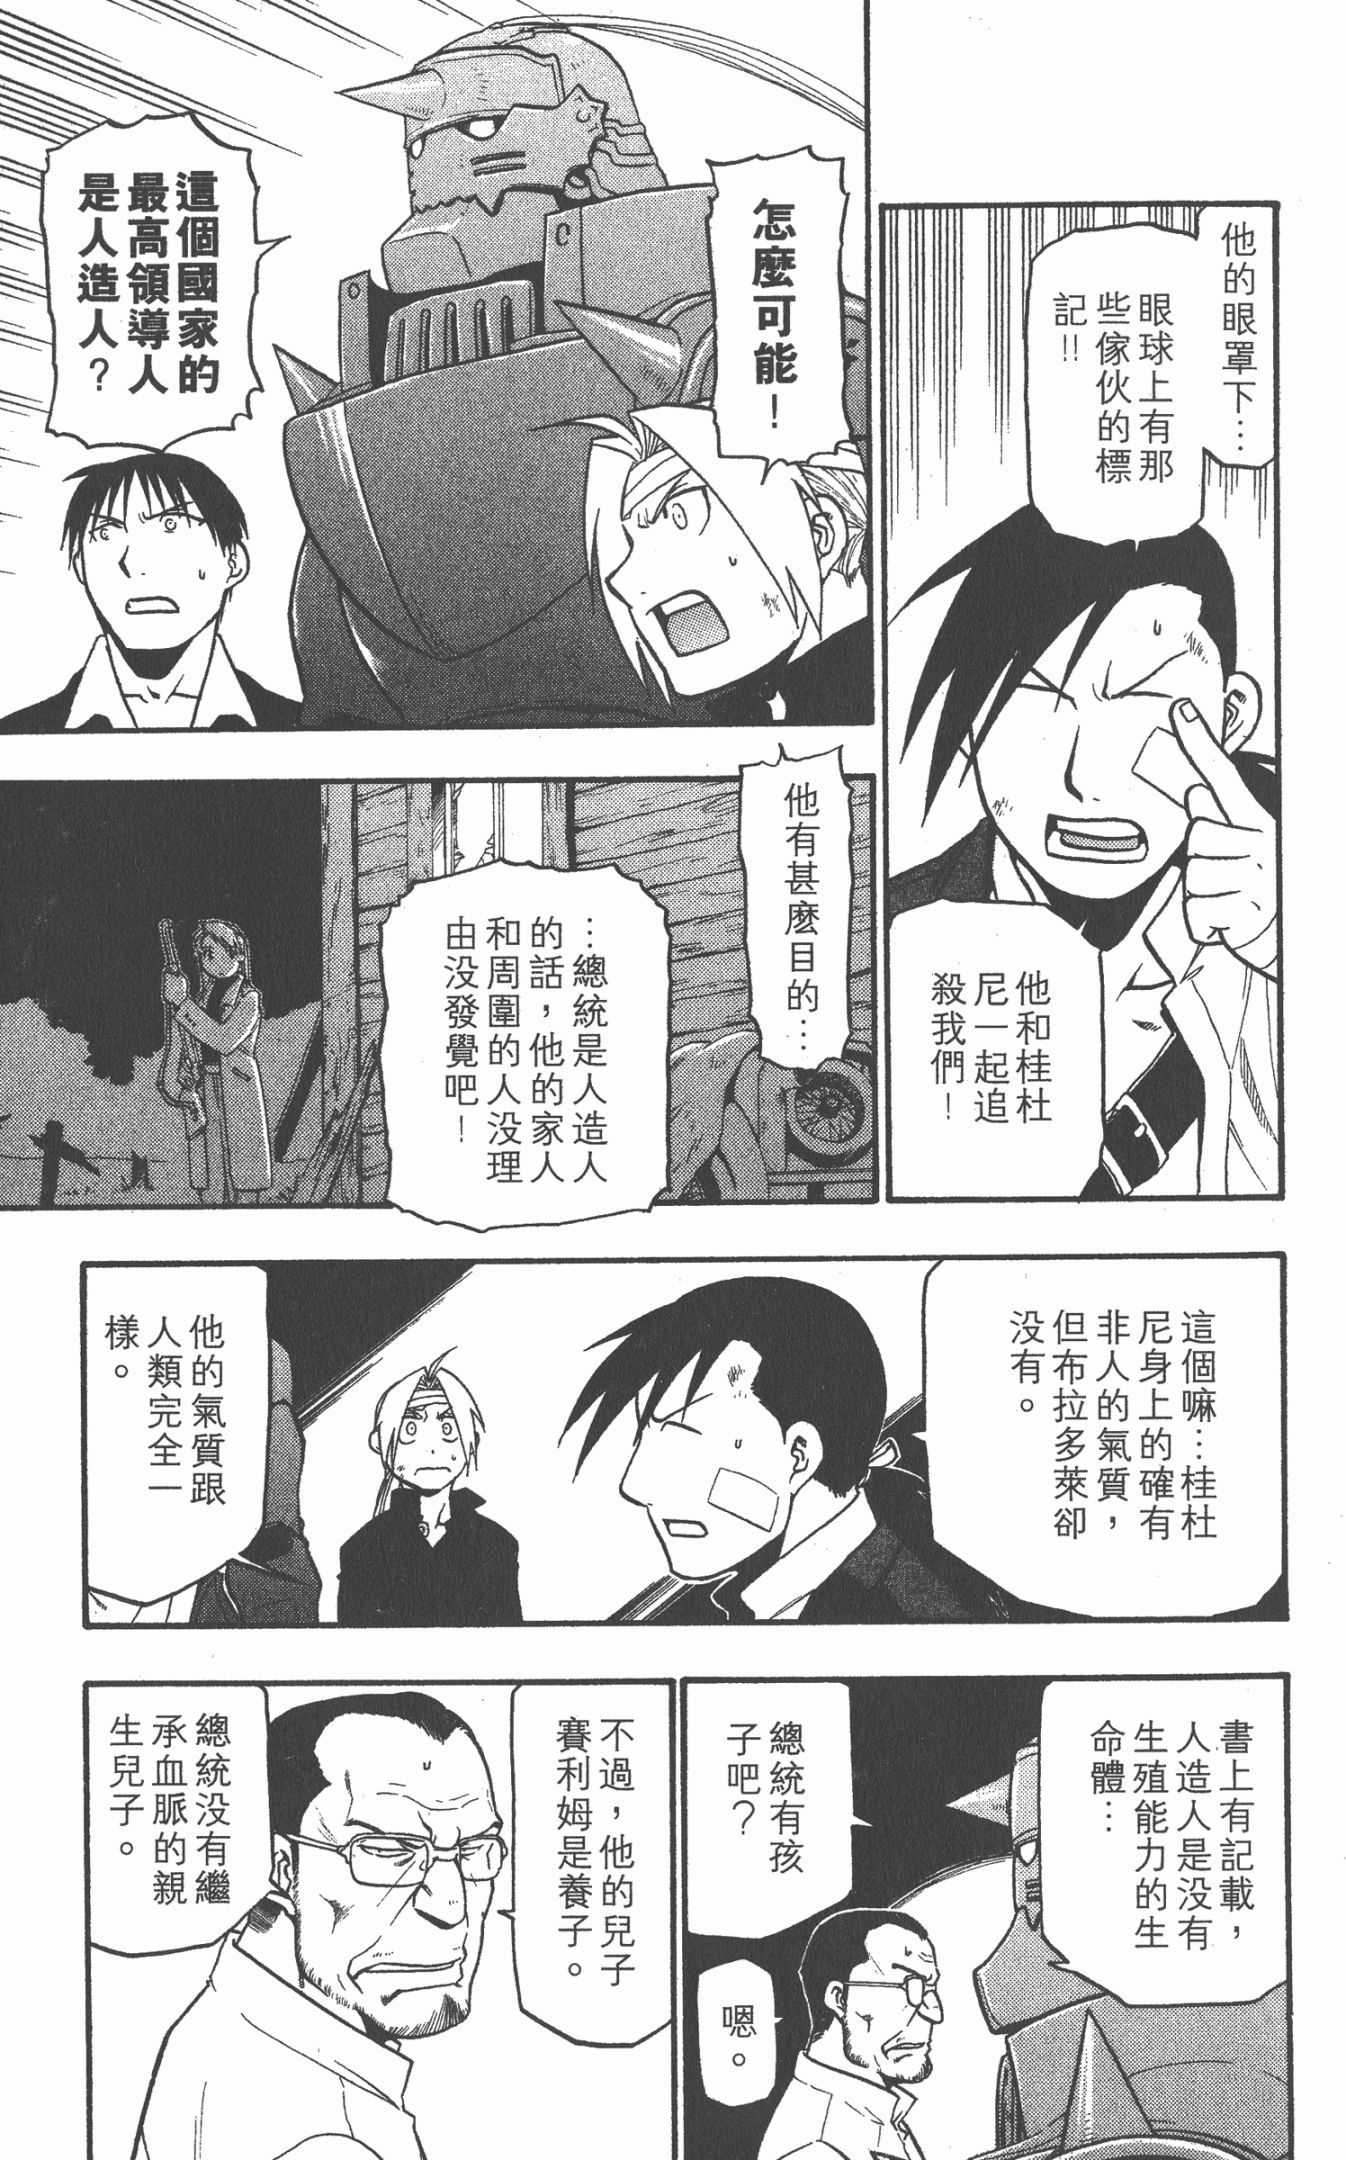 他的眼罩下…
眼球上有那
些傢伙的標
記!!
他和桂杜
尼一起追
殺我們!
怎麼可能!
這個國家的
最高領導人
是人造人?
他有甚麼目的…
…總統是人造人
的話,他的家人
和周圍的人没理
由没發覺吧!
這個嘛…桂杜
尼身上的確有
非人的氣質,
但布拉多萊卻
没有。
他的氣質跟
人類完全一
樣。
書上有記載,
人造人是没有
生殖能力的生
命體…
總統有孩
子吧?
嗯。
不過,他的兒子
賽利姆是養子。
總統没有繼
承血脈的親
生兒子。